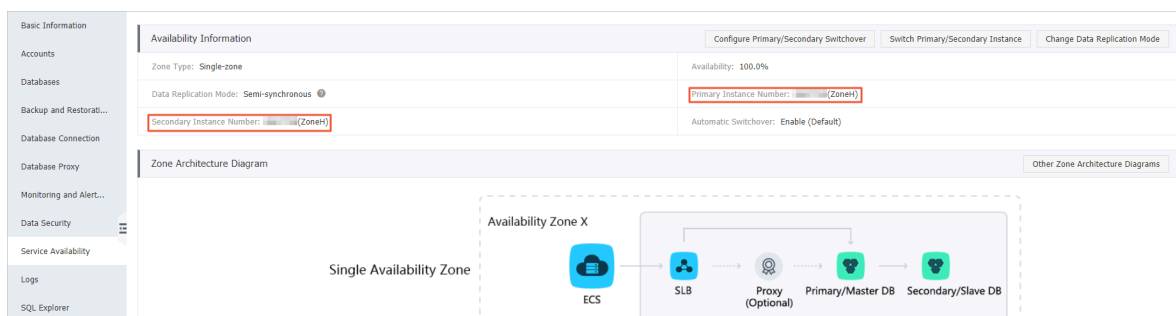 Basic Information
Accounts
Databases
Backup and Restorati...
Database Connection
Database Proxy
Monitoring and Alert...
Data Security
Service Availability
Logs
SQL Explorer
Availability Information
Configure Primary/Secondary Switchover
Switch Primary/Secondary Instance
Change Data Replication Mode
Zone Type: Single-zone
Availability: 100.0%
Data Replication Mode: Semi-synchronous
Primary Instance Number: (ZoneH)
Secondary Instance Number: (ZoneH)
Automatic Switchover: Enable (Default)
Zone Architecture Diagram
Other Zone Architecture Diagrams
Availability Zone X
Single Availability Zone
ECS
SLB
Proxy
(Optional)
Primary/Master DB
Secondary/Slave DB